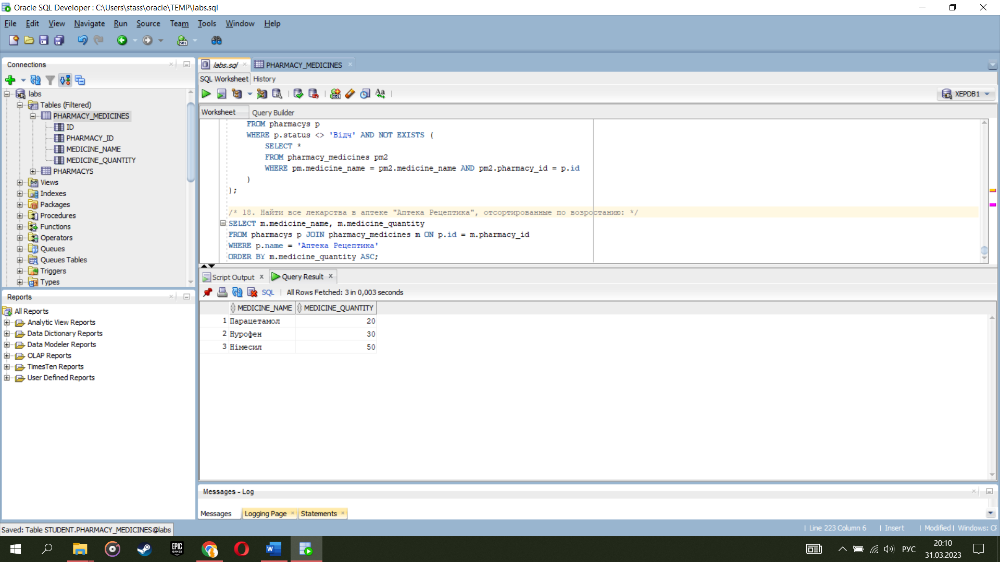 Oracle SQL Developer : C:\Users\stass\oracle\TEMP\labs.sql
File Edit View Navigate Run Source Team Tools Window Help
Connections
labs
Tables (Filtered)
PHARMACY_MEDICINES
ID
PHARMACY_ID
MEDICINE_NAME
MEDICINE_QUANTITY
PHARMACYS
Views
Indexes
Packages
Procedures
Functions
Operators
Queues
Queues Tables
Triggers
Types
Reports
All Reports
Analytic View Reports
Data Dictionary Reports
Data Modeler Reports
OLAP Reports
TimesTen Reports
User Defined Reports
labs.sql PHARMACY_MEDICINES
SQL Worksheet History
XEPDB1
Worksheet Query Builder
FROM pharmacys p
WHERE p.status <> 'Відч' AND NOT EXISTS (
SELECT *
FROM pharmacy_medicines pm2
WHERE pm.medicine_name = pm2.medicine_name AND pm2.pharmacy_id = p.id
)
);
/* 18. Найти все лекарства в аптеке "Аптека Рецептика", отсортированные по возростанию: */
SELECT m.medicine_name, m.medicine_quantity
FROM pharmacys p JOIN pharmacy_medicines m ON p.id = m.pharmacy_id
WHERE p.name = 'Аптека Рецептика'
ORDER BY m.medicine_quantity ASC;
Script Output Query Result
SQL All Rows Fetched: 3 in 0,003 seconds
MEDICINE_NAME MEDICINE_QUANTITY
1 Парацетамол 20
2 Нурофен 30
3 Німесил 50
Messages - Log
Messages Logging Page Statements
Saved: Table STUDENT.PHARMACY_MEDICINES@labs
Line 223 Column 6 Insert Modified Windows: CF
EPIC GAMES
РУС
20:10
31.03.2023